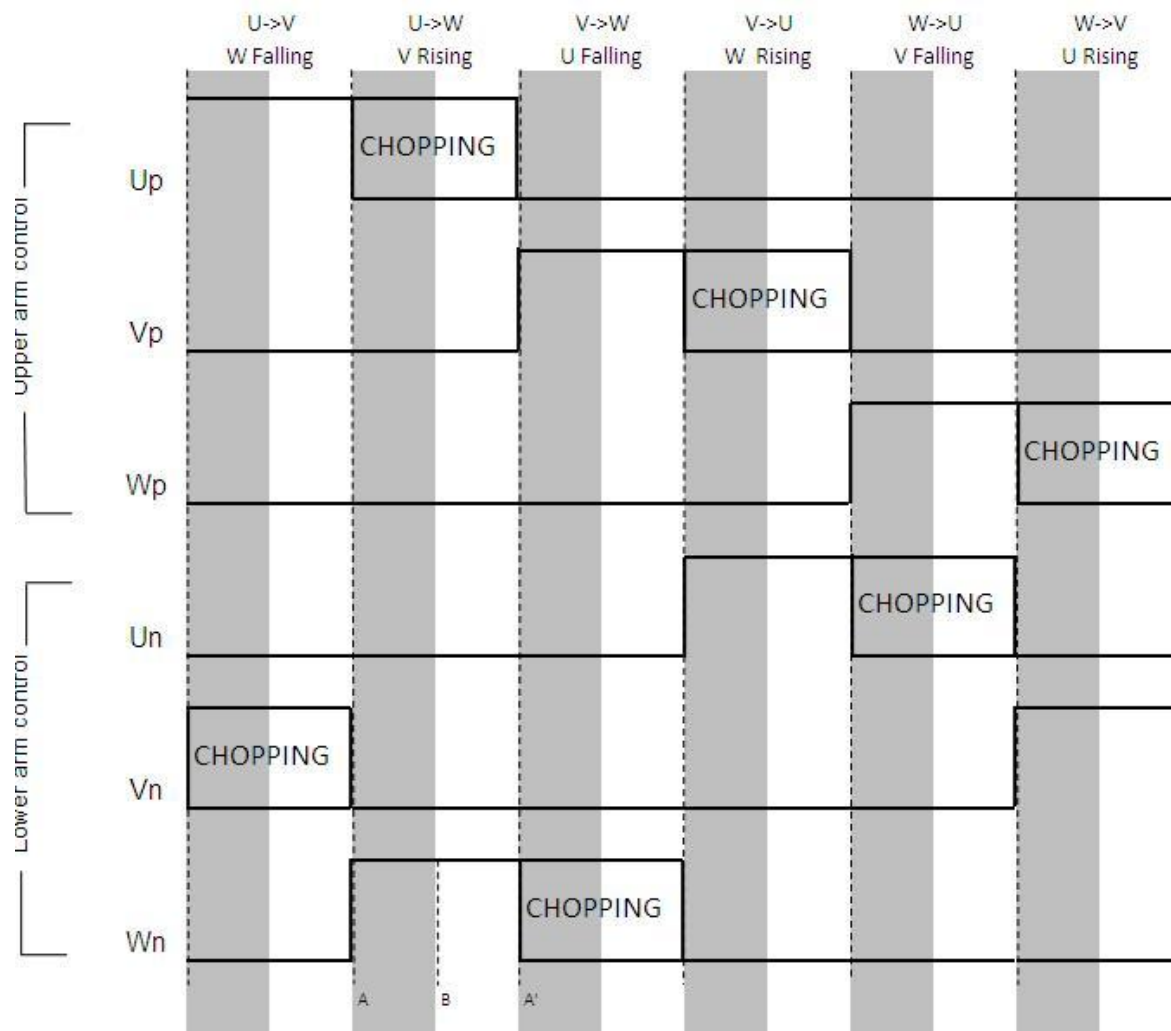 U->V U->W V->W V->U W->U W->V
W Falling V Rising U Falling W Rising V Falling U Rising
Upper arm control
Up CHOPPING
Vp CHOPPING
Wp CHOPPING
Lower arm control
Un CHOPPING
Vn CHOPPING
Wn CHOPPING
A B A'